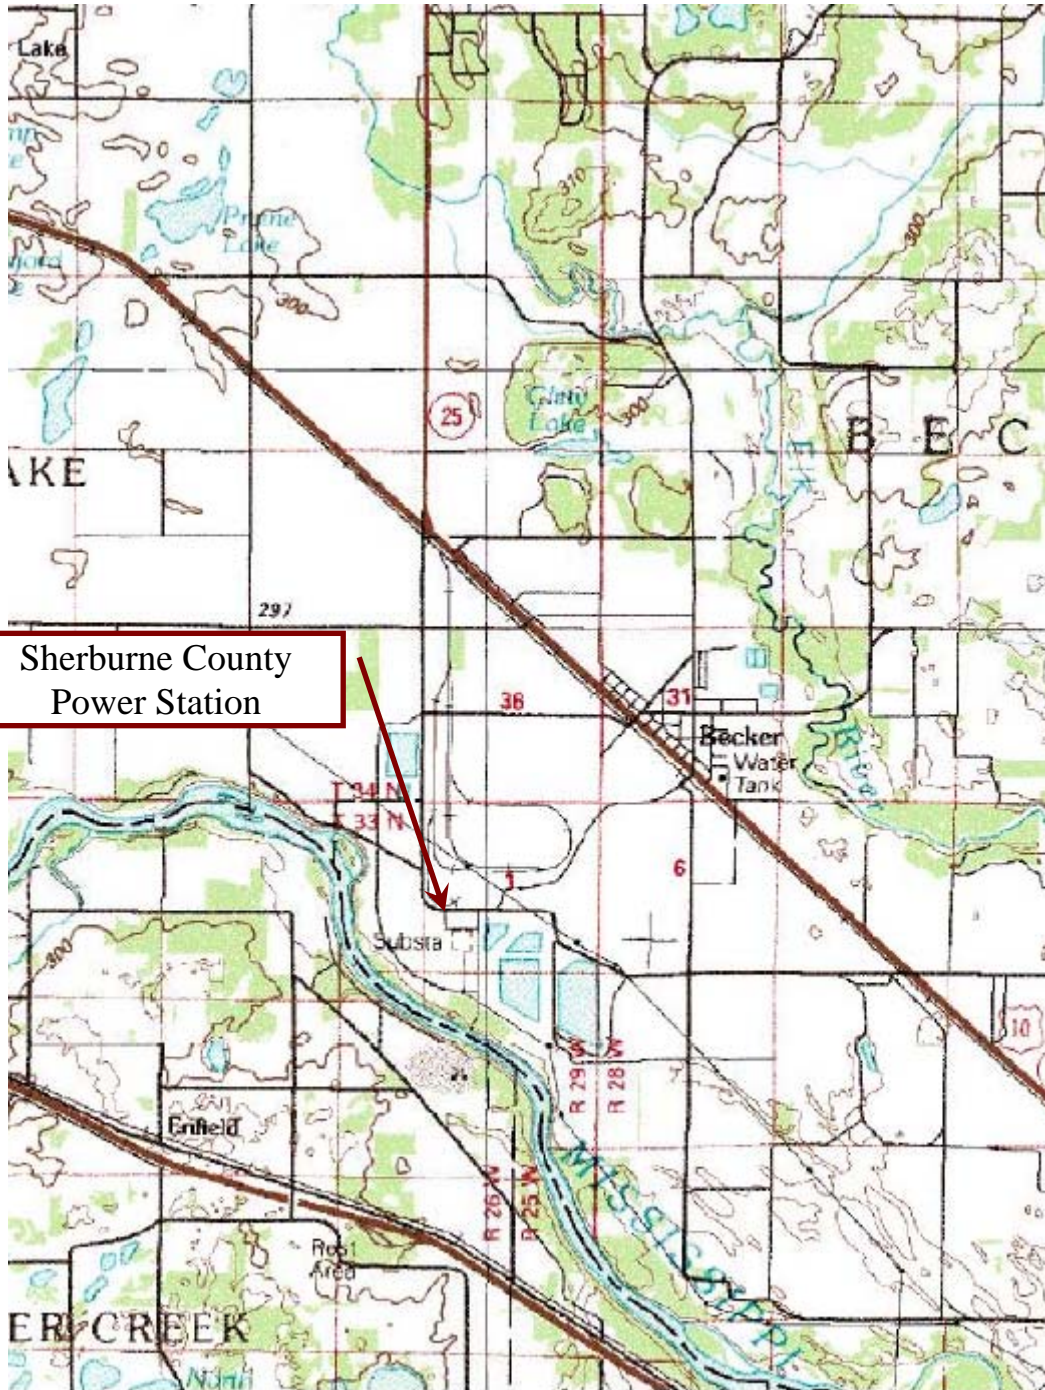 Lake
Prairie
Lake
310
300
300
25
Lake
300
B E C
Elk
AKE
297
Sherburne County
Power Station
36
31
Becker
Water
Tank
River
T 34 N
T 33 N
1
6
Substa
300
10
R 29 W
R 28 W
Enfield
MISSISSIPPI
R 26 W
R 25 W
Rest
Area
ER CREEK